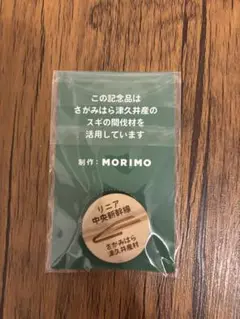 この記念品は
さがみはら津久井産の
スギの間伐材を
活用しています
制作：MORIMO
リニア
中央新幹線
さがみはら
津久井産材